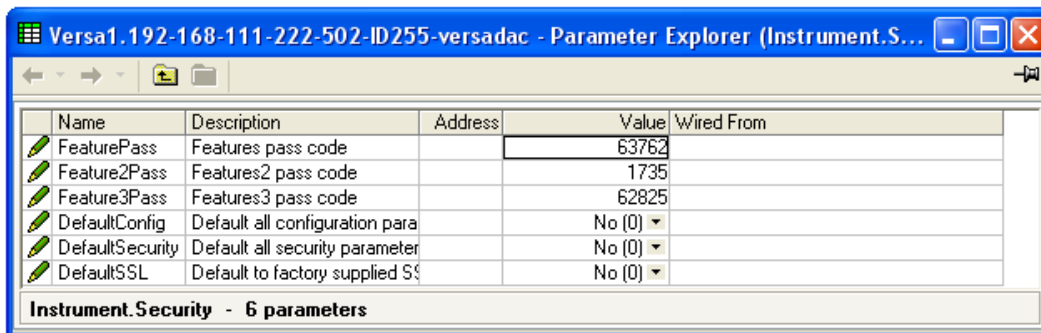 Versa1.192-168-111-222-502-ID255-versadac - Parameter Explorer (Instrument.S...
Name Description Address Value Wired From
FeaturePass Features pass code 63762
Feature2Pass Features2 pass code 1735
Feature3Pass Features3 pass code 62825
DefaultConfig Default all configuration para No (0)
DefaultSecurity Default all security parameter No (0)
DefaultSSL Default to factory supplied SS No (0)
Instrument.Security - 6 parameters